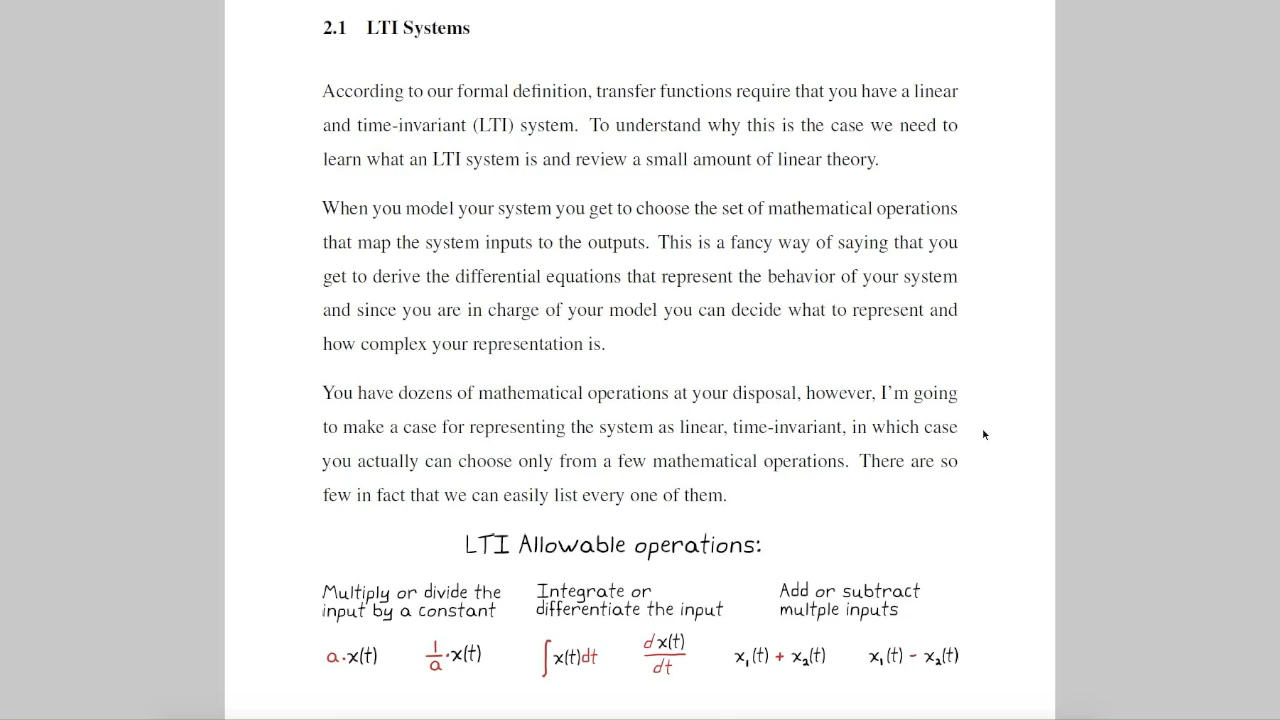 2.1 LTI Systems
According to our formal definition, transfer functions require that you have a linear
and time-invariant (LTI) system. To understand why this is the case we need to
learn what an LTI system is and review a small amount of linear theory.
When you model your system you get to choose the set of mathematical operations
that map the system inputs to the outputs. This is a fancy way of saying that you
get to derive the differential equations that represent the behavior of your system
and since you are in charge of your model you can decide what to represent and
how complex your representation is.
You have dozens of mathematical operations at your disposal, however, I'm going
to make a case for representing the system as linear, time-invariant, in which case
you actually can choose only from a few mathematical operations. There are so
few in fact that we can easily list every one of them.
LTI Allowable operations:
Multiply or divide the
input by a constant
a·x(t) 1/a·x(t)
Integrate or
differentiate the input
∫x(t)dt dx(t)/dt
Add or subtract
multple inputs
x₁(t) + x₂(t) x₁(t) - x₂(t)